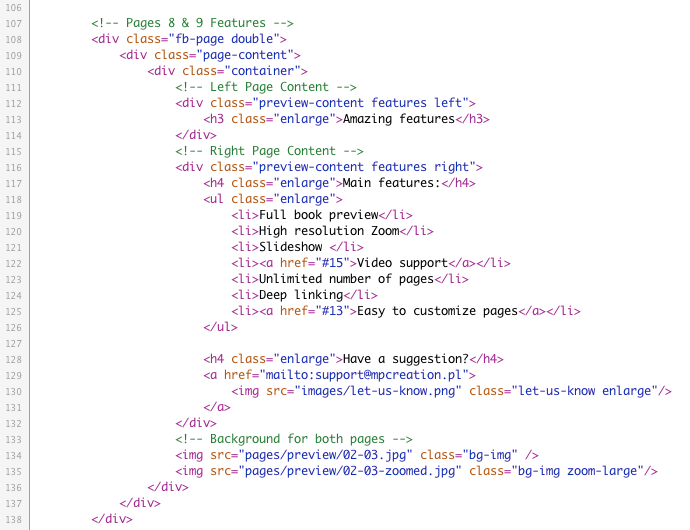 106
107 <!-- Pages 8 & 9 Features -->
108 <div class="fb-page double">
109 <div class="page-content">
110 <div class="container">
111 <!-- Left Page Content -->
112 <div class="preview-content features left">
113 <h3 class="enlarge">Amazing features</h3>
114 </div>
115 <!-- Right Page Content -->
116 <div class="preview-content features right">
117 <h4 class="enlarge">Main features:</h4>
118 <ul class="enlarge">
119 <li>Full book preview</li>
120 <li>High resolution Zoom</li>
121 <li>Slideshow </li>
122 <li><a href="#15">Video support</a></li>
123 <li>Unlimited number of pages</li>
124 <li>Deep linking</li>
125 <li><a href="#13">Easy to customize pages</a></li>
126 </ul>
127
128 <h4 class="enlarge">Have a suggestion?</h4>
129 <a href="mailto:support@mpcreation.pl">
130 <img src="images/let-us-know.png" class="let-us-know enlarge"/>
131 </a>
132 </div>
133 <!-- Background for both pages -->
134 <img src="pages/preview/02-03.jpg" class="bg-img" />
135 <img src="pages/preview/02-03-zoomed.jpg" class="bg-img zoom-large"/>
136 </div>
137 </div>
138 </div>